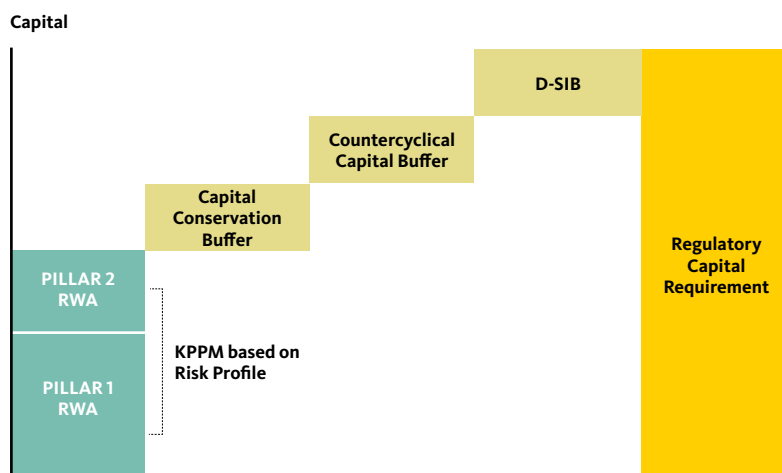 Capital
D-SIB
Countercyclical
Capital Buffer
Capital
Conservation
Buffer
Regulatory
Capital
Requirement
PILLAR 2
RWA
KPPM based on
Risk Profile
PILLAR 1
RWA